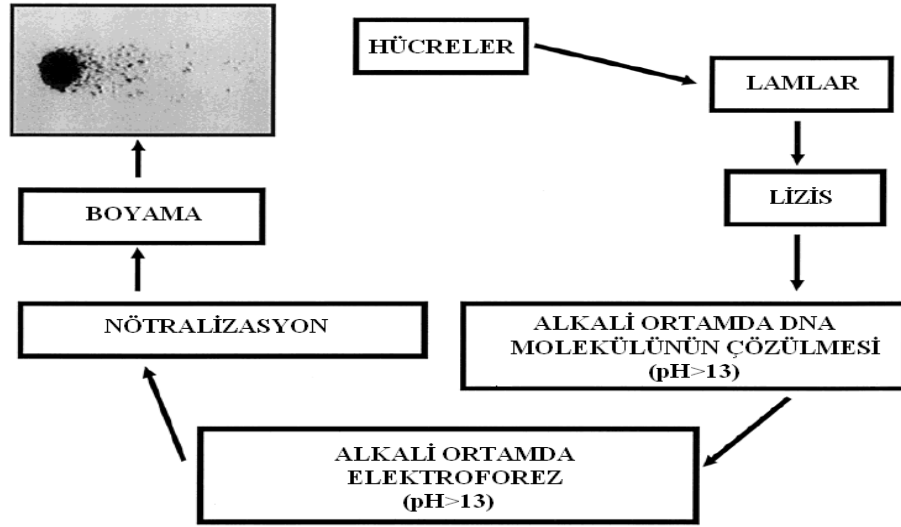 HÜCRELER
LAMLAR
LİZİS
ALKALİ ORTAMDA DNA
MOLEKÜLÜNÜN ÇÖZÜLMESİ
(pH>13)
ALKALİ ORTAMDA
ELEKTROFOREZ
(pH>13)
NÖTRALİZASYON
BOYAMA